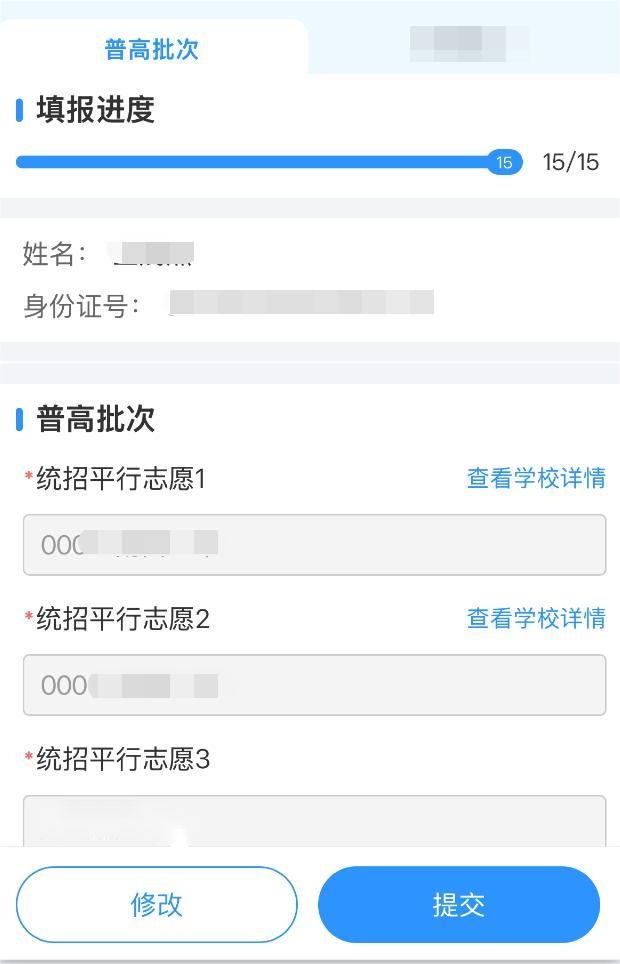 普高批次
填报进度
15 15/15
姓名：
身份证号：
普高批次
*统招平行志愿1 查看学校详情
000
*统招平行志愿2 查看学校详情
000
*统招平行志愿3
修改 提交